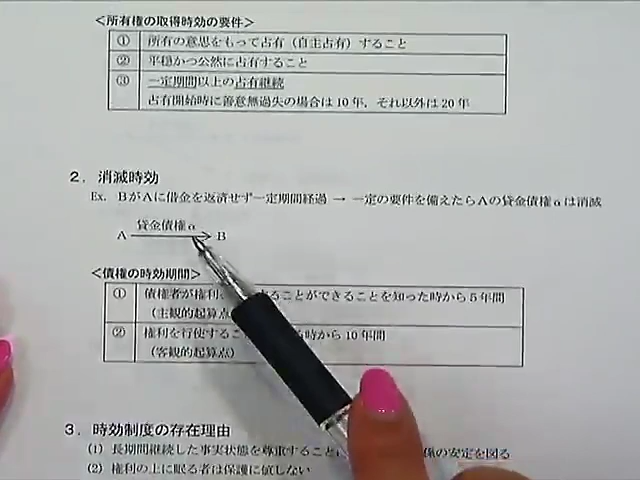 <所有権の取得時効の要件>
① 所有の意思をもって占有（自主占有）すること
② 平穏かつ公然に占有すること
③ 一定期間以上の占有継続
占有開始時に善意無過失の場合は10年，それ以外は20年
2．消滅時効
Ex. BがAに借金を返済せず一定期間経過 → 一定の要件を備えたらAの貸金債権αは消滅
貸金債権α
A B
<債権の時効期間>
① 債権者が権利 ることができることを知った時から5年間
（主観的起算点
② 権利を行使するこ 時から10年間
（客観的起算点）
3．時効制度の存在理由
(1) 長期間継続した事実状態を尊重すること 係の安定を図る
(2) 権利の上に眠る者は保護に値しない